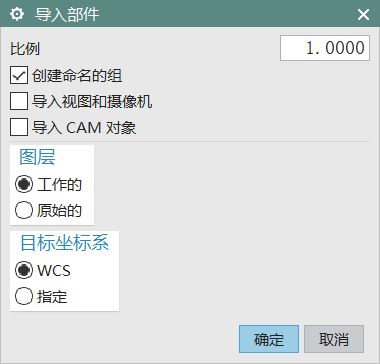 导入部件
比例 1.0000
创建命名的组
导入视图和摄像机
导入 CAM 对象
图层
工作的
原始的
目标坐标系
WCS
指定
确定 取消